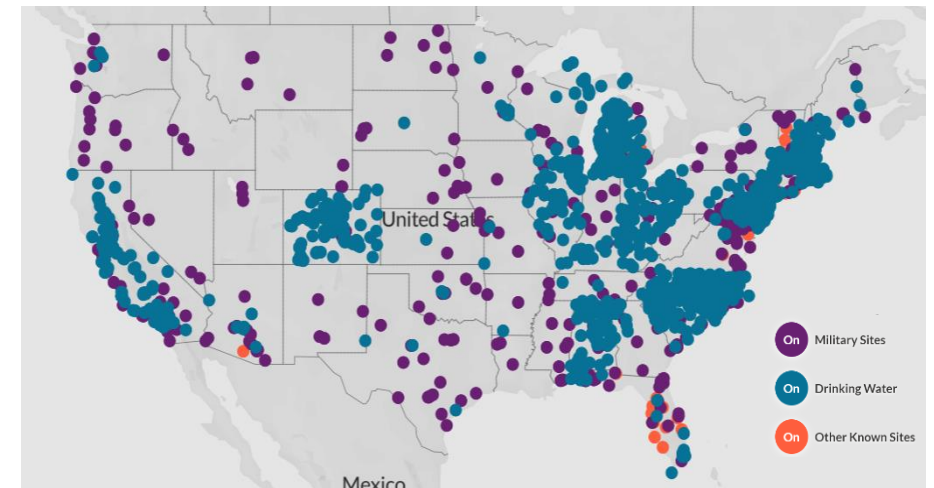 United States
On Military Sites
On Drinking Water
On Other Known Sites
Mexico